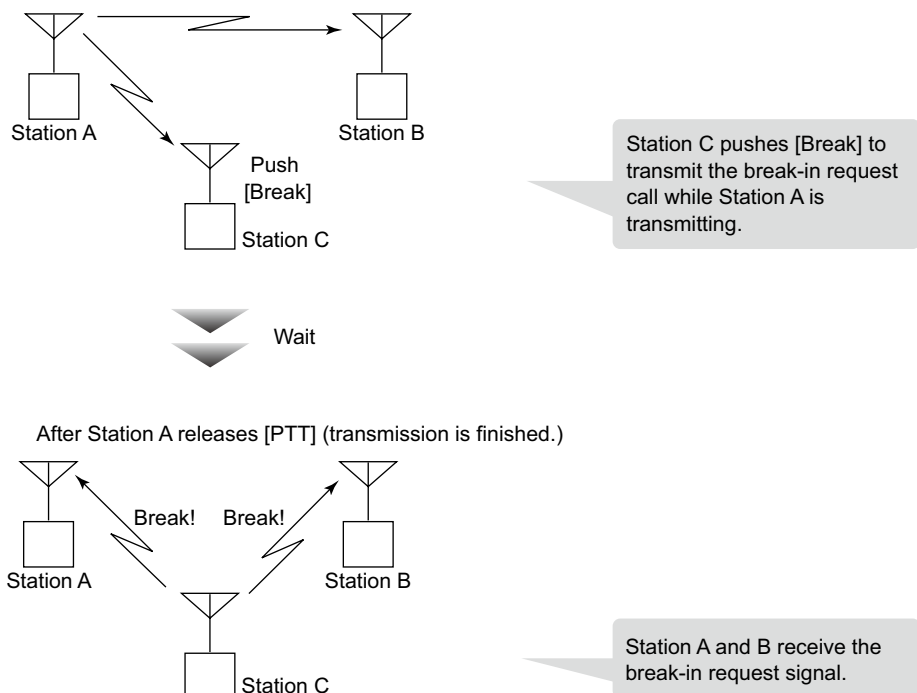 Station A
Station B
Push
[Break]
Station C
Station C pushes [Break] to
transmit the break-in request
call while Station A is
transmitting.
Wait
After Station A releases [PTT] (transmission is finished.)
Break!
Break!
Station A
Station B
Station C
Station A and B receive the
break-in request signal.